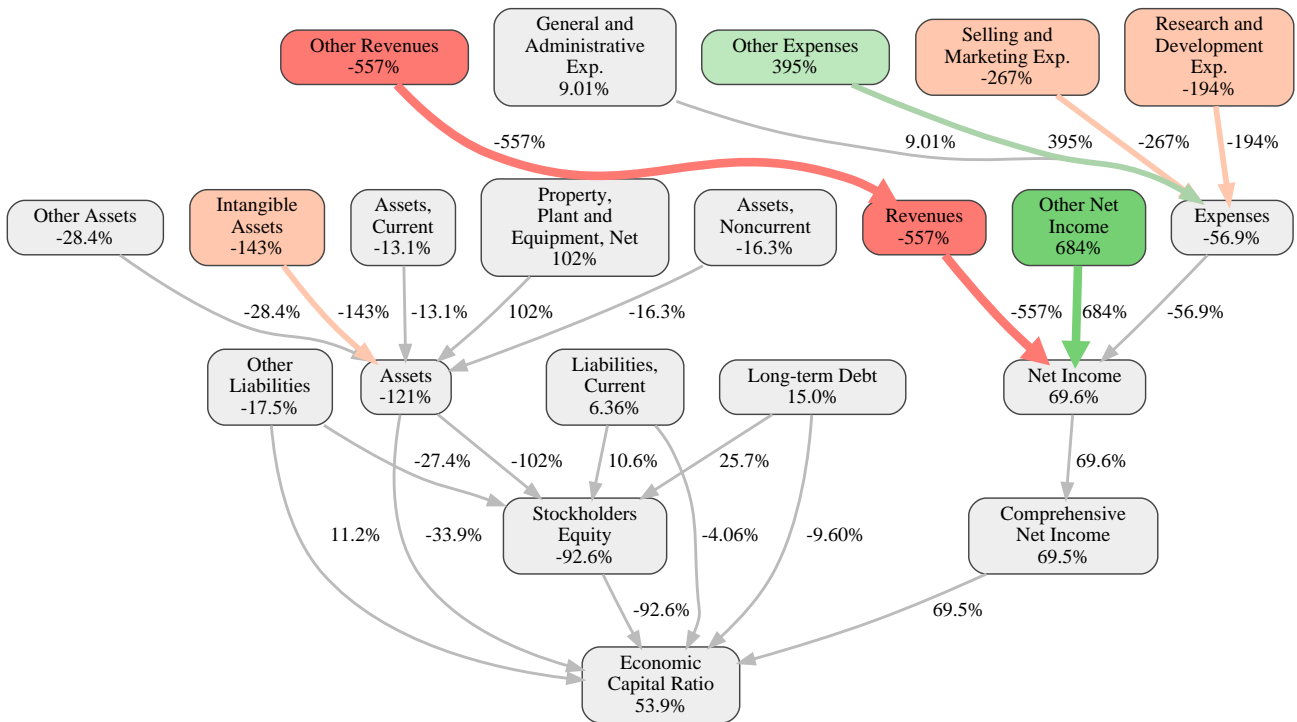 Other Revenues
-557%
General and
Administrative
Exp.
9.01%
Other Expenses
395%
Selling and
Marketing Exp.
-267%
Research and
Development
Exp.
-194%
-557%
9.01%
395%
-267%
-194%
Other Assets
-28.4%
Intangible
Assets
-143%
Assets,
Current
-13.1%
Property,
Plant and
Equipment, Net
102%
Assets,
Noncurrent
-16.3%
Revenues
-557%
Other Net
Income
684%
Expenses
-56.9%
-28.4%
-143%
-13.1%
102%
-16.3%
-557%
684%
-56.9%
Other
Liabilities
-17.5%
Assets
-121%
Liabilities,
Current
6.36%
Long-term Debt
15.0%
Net Income
69.6%
-27.4%
-102%
10.6%
25.7%
69.6%
11.2%
-33.9%
Stockholders
Equity
-92.6%
-4.06%
-9.60%
Comprehensive
Net Income
69.5%
-92.6%
69.5%
Economic
Capital Ratio
53.9%